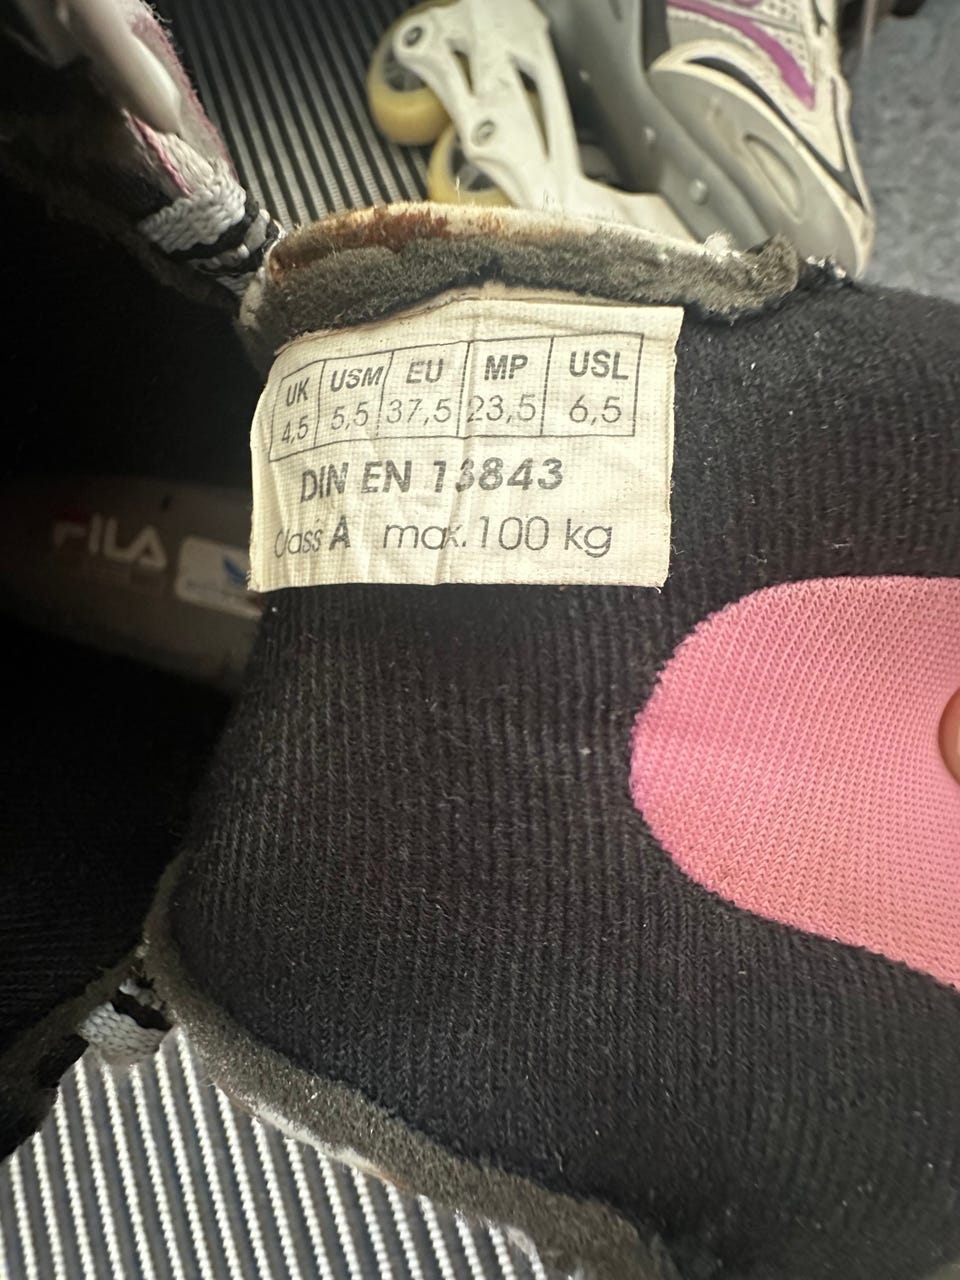 UK USM EU MP USL
4,5 5,5 37,5 23,5 6,5
DIN EN 13843
Class A max. 100 kg
FILA